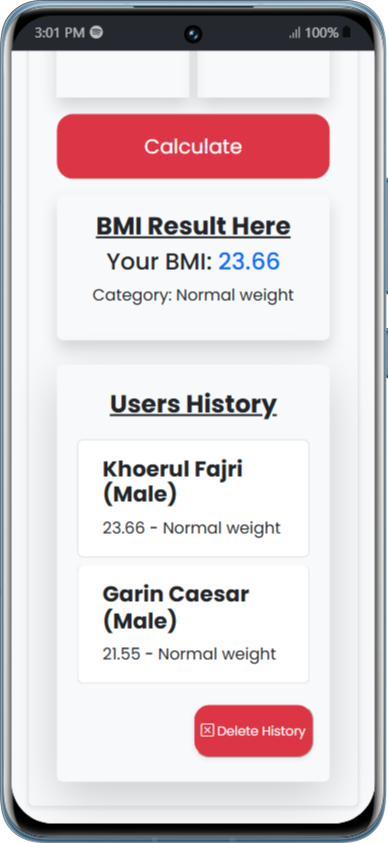 3:01 PM 100%
Calculate
BMI Result Here
Your BMI: 23.66
Category: Normal weight
Users History
Khoerul Fajri
(Male)
23.66 - Normal weight
Garin Caesar
(Male)
21.55 - Normal weight
Delete History